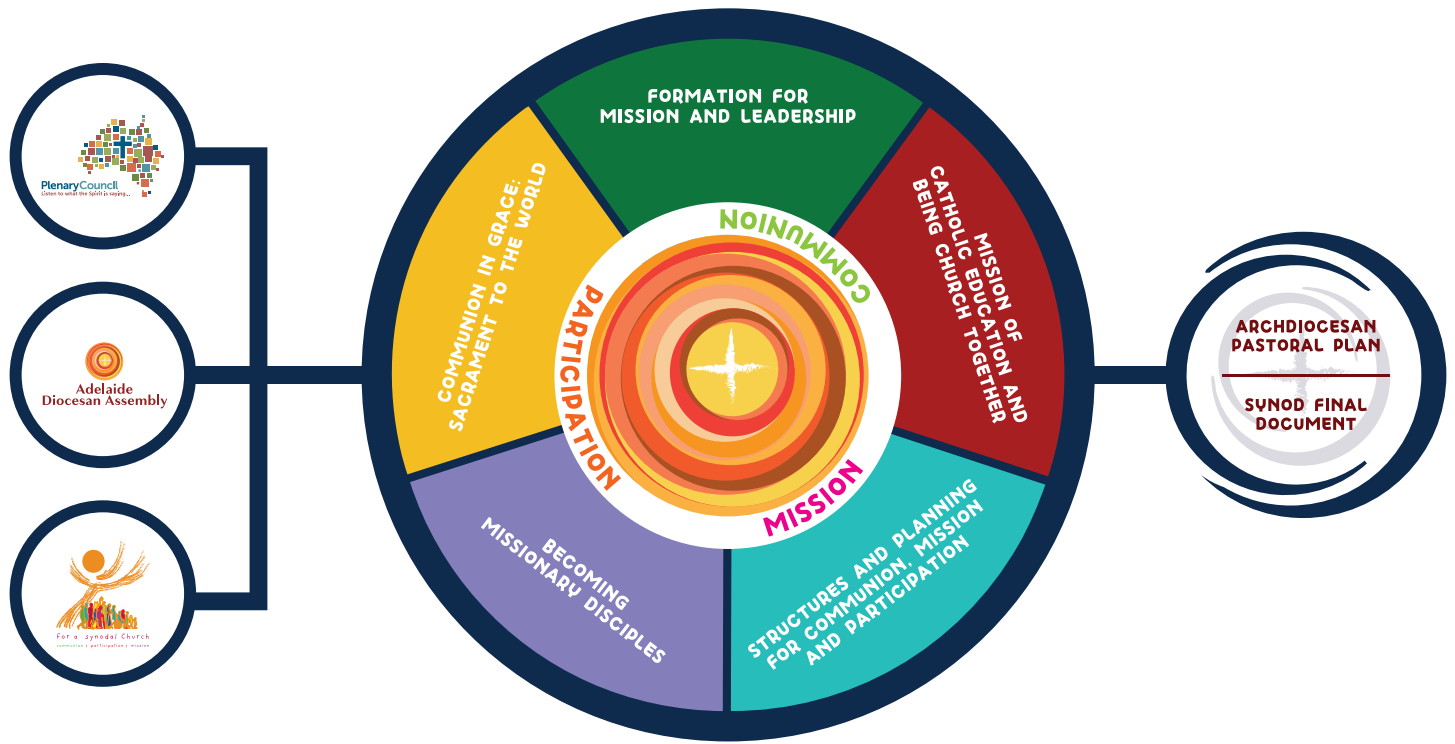 PlenaryCouncil
Listen to what the Spirit is saying...
Adelaide
Diocesan Assembly
For a synodal Church
communion | participation | mission
FORMATION FOR
MISSION AND LEADERSHIP
MISSION OF
CATHOLIC EDUCATION AND
BEING CHURCH TOGETHER
STRUCTURES AND PLANNING
FOR COMMUNION, MISSION
AND PARTICIPATION
BECOMING
MISSIONARY DISCIPLES
COMMUNION IN GRACE:
SACRAMENT TO THE WORLD
COMMUNION
MISSION
PARTICIPATION
ARCHDIOCESAN
PASTORAL PLAN
SYNOD FINAL
DOCUMENT